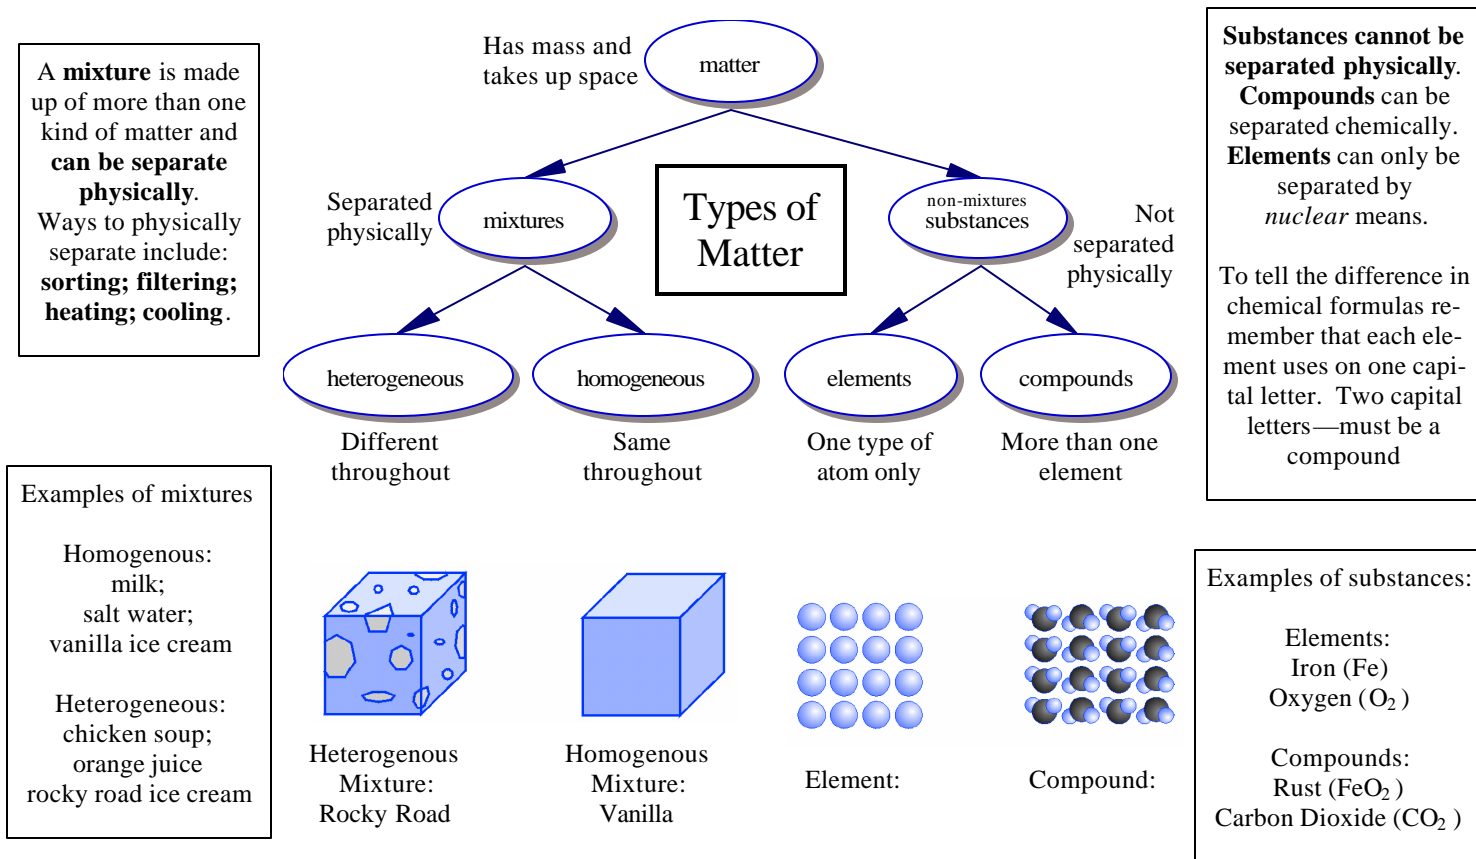 Has mass and
takes up space
matter
A mixture is made
up of more than one
kind of matter and
can be separate
physically.
Ways to physically
separate include:
sorting; filtering;
heating; cooling.
Substances cannot be
separated physically.
Compounds can be
separated chemically.
Elements can only be
separated by
nuclear means.
To tell the difference in
chemical formulas re-
member that each ele-
ment uses on one capi-
tal letter. Two capital
letters—must be a
compound
Types of
Matter
Separated
physically
mixtures
non-mixtures
substances
Not
separated
physically
heterogeneous
homogeneous
elements
compounds
Different
throughout
Same
throughout
One type of
atom only
More than one
element
Examples of mixtures
Homogenous:
milk;
salt water;
vanilla ice cream
Heterogeneous:
chicken soup;
orange juice
rocky road ice cream
Heterogenous
Mixture:
Rocky Road
Homogenous
Mixture:
Vanilla
Element:
Compound:
Examples of substances:
Elements:
Iron (Fe)
Oxygen (O₂)
Compounds:
Rust (FeO₂)
Carbon Dioxide (CO₂)